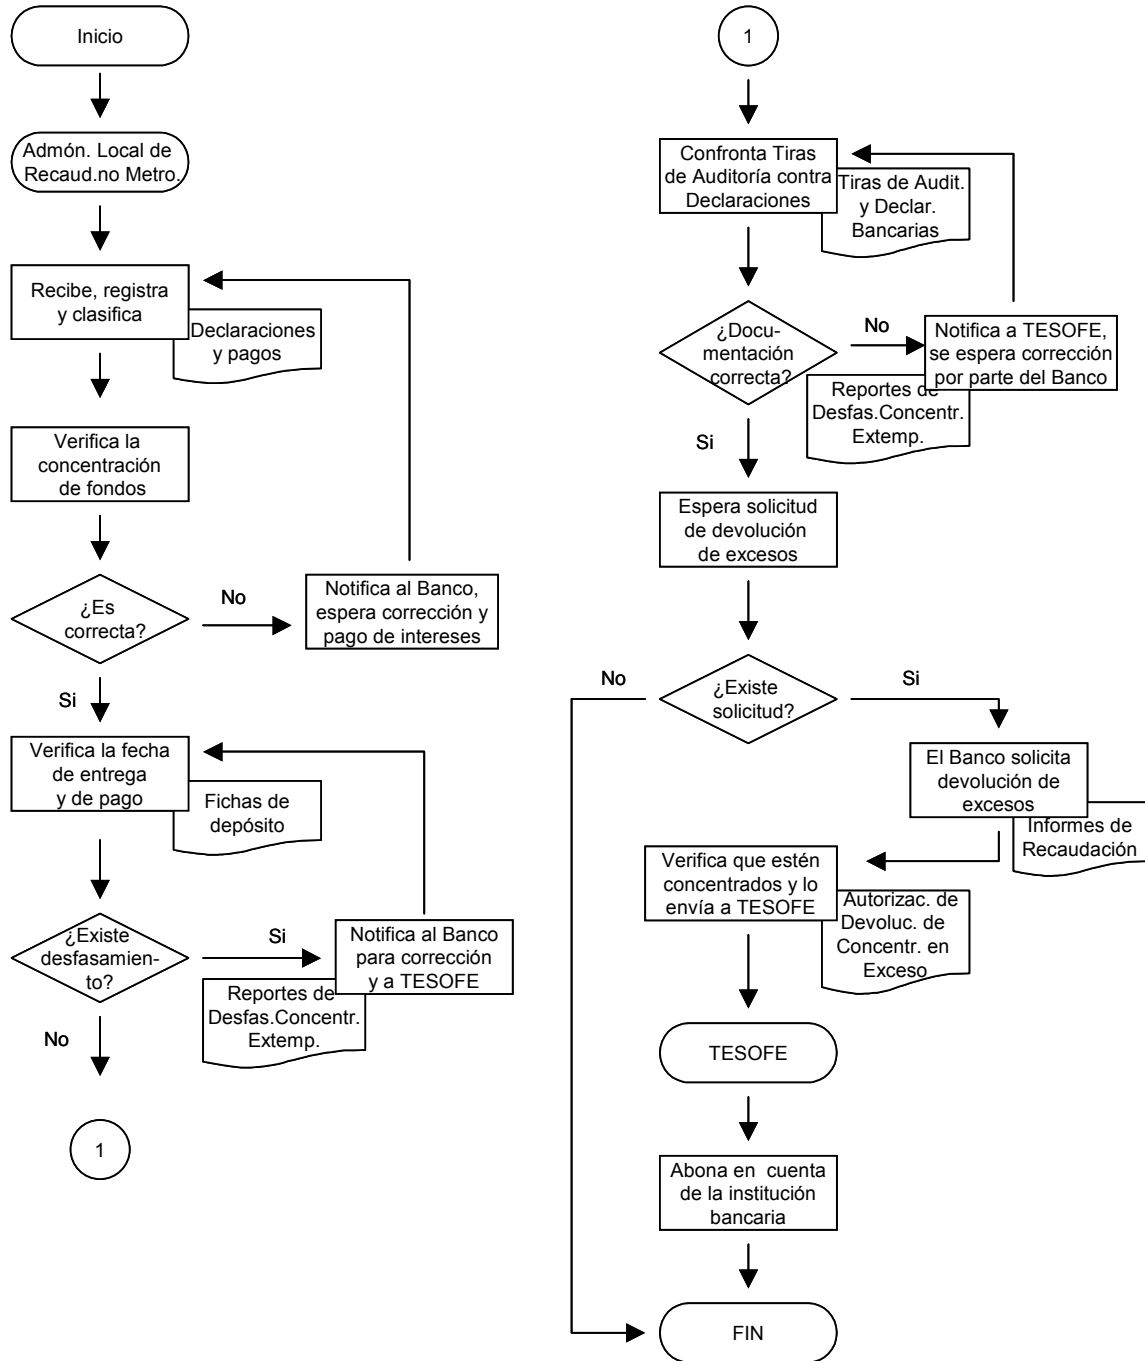 Inicio
Admón. Local de
Recaud.no Metro.
Recibe, registra
y clasifica
Declaraciones
y pagos
Verifica la
concentración
de fondos
¿Es
correcta?
No
Notifica al Banco,
espera corrección y
pago de intereses
Si
Verifica la fecha
de entrega
y de pago
Fichas de
depósito
¿Existe
desfasamien-
to?
Si
Notifica al Banco
para corrección
y a TESOFE
Reportes de
Desfas.Concentr.
Extemp.
No
1
1
Confronta Tiras
de Auditoría contra
Declaraciones
Tiras de Audit.
y Declar.
Bancarias
¿Docu-
mentación
correcta?
No
Notifica a TESOFE,
se espera corrección
por parte del Banco
Reportes de
Desfas.Concentr.
Extemp.
Si
Espera solicitud
de devolución
de excesos
¿Existe
solicitud?
No
Si
El Banco solicita
devolución de
excesos
Informes de
Recaudación
Verifica que estén
concentrados y lo
envía a TESOFE
Autorizac. de
Devoluc. de
Concentr. en
Exceso
TESOFE
Abona en cuenta
de la institución
bancaria
FIN